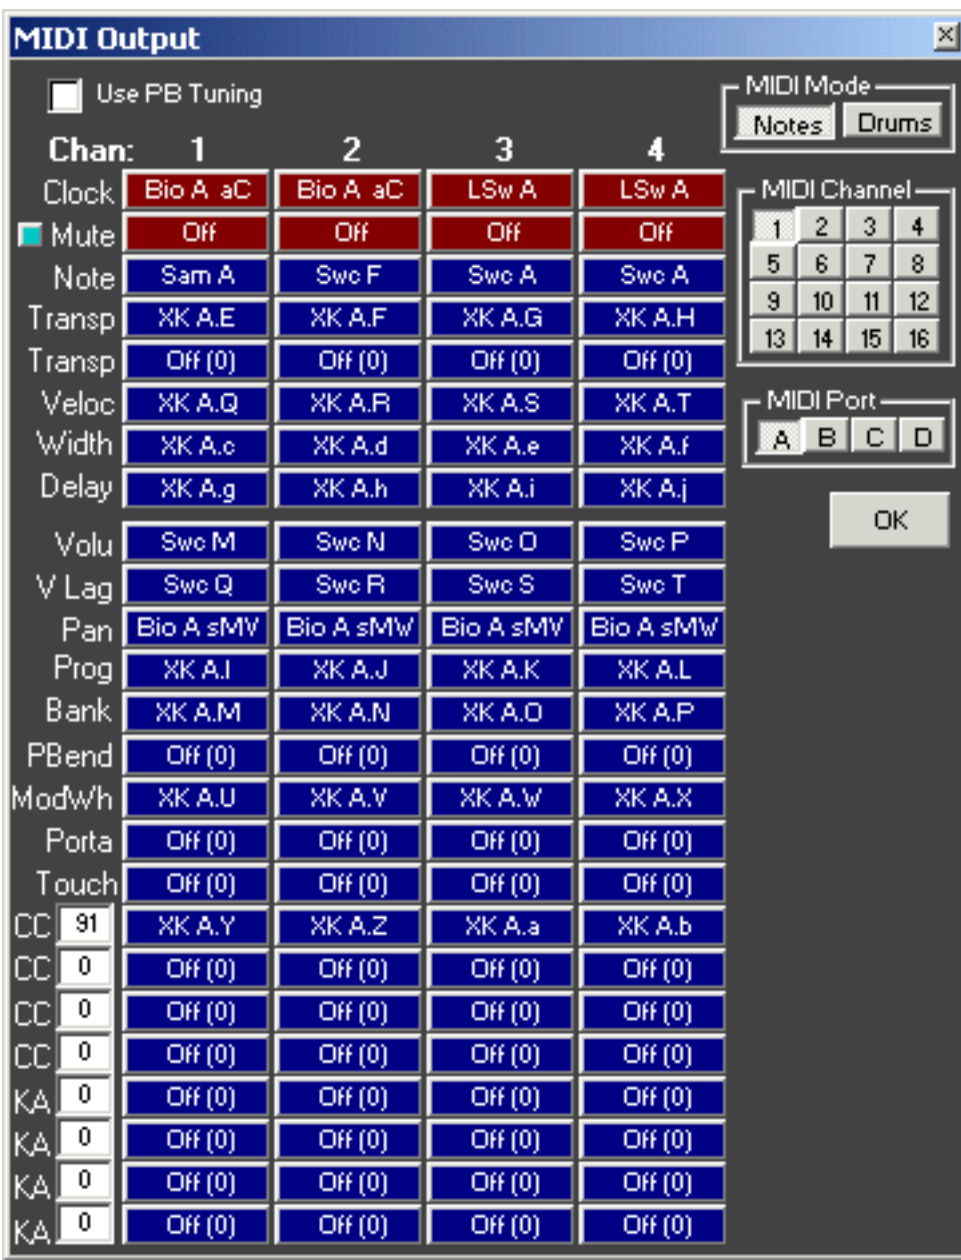 MIDI Output
Use PB Tuning
MIDI Mode
Notes Drums
Chan: 1 2 3 4
Clock Bio A aC Bio A aC LSw A LSw A
Mute Off Off Off Off
Note Sam A Swc F Swc A Swc A
Transp XK A.E XK A.F XK A.G XK A.H
Transp Off (0) Off (0) Off (0) Off (0)
Veloc XK A.Q XK A.R XK A.S XK A.T
Width XK A.c XK A.d XK A.e XK A.f
Delay XK A.g XK A.h XK A.i XK A.j
Volu Swc M Swc N Swc O Swc P
V Lag Swc Q Swc R Swc S Swc T
Pan Bio A sMV Bio A sMW Bio A sMV Bio A sMW
Prog XK A.I XK A.J XK A.K XK A.L
Bank XK A.M XK A.N XK A.O XK A.P
PBend Off (0) Off (0) Off (0) Off (0)
ModWh XK A.U XK A.V XK A.W XK A.X
Porta Off (0) Off (0) Off (0) Off (0)
Touch Off (0) Off (0) Off (0) Off (0)
CC 91 XK A.Y XK A.Z XK A.a XK A.b
CC 0 Off (0) Off (0) Off (0) Off (0)
CC 0 Off (0) Off (0) Off (0) Off (0)
CC 0 Off (0) Off (0) Off (0) Off (0)
KA 0 Off (0) Off (0) Off (0) Off (0)
KA 0 Off (0) Off (0) Off (0) Off (0)
KA 0 Off (0) Off (0) Off (0) Off (0)
KA 0 Off (0) Off (0) Off (0) Off (0)
MIDI Channel
1 2 3 4
5 6 7 8
9 10 11 12
13 14 15 16
MIDI Port
A B C D
OK